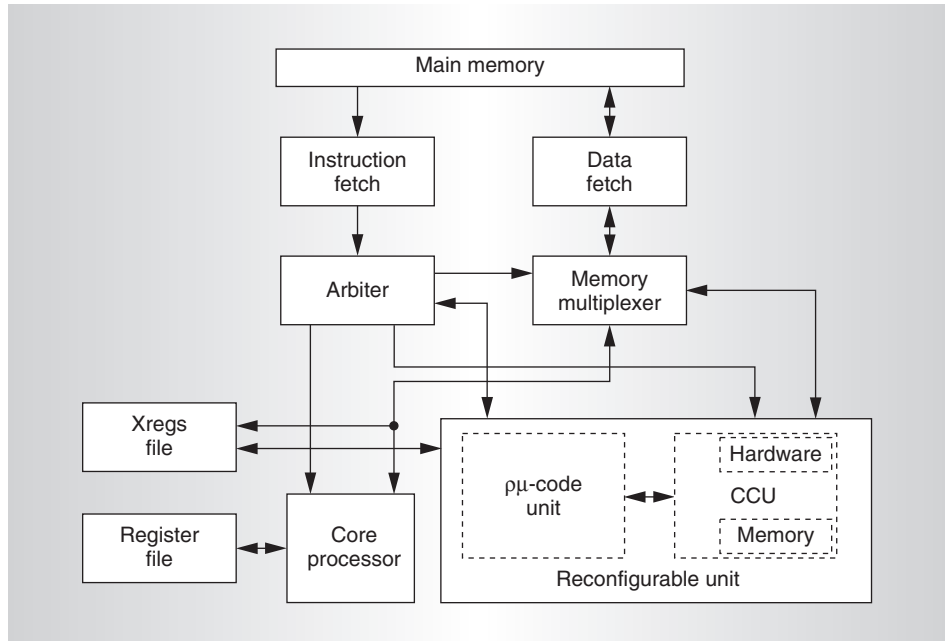 Main memory
Instruction
fetch
Data
fetch
Arbiter
Memory
multiplexer
Xregs
file
Register
file
Core
processor
ρμ-code
unit
Hardware
CCU
Memory
Reconfigurable unit